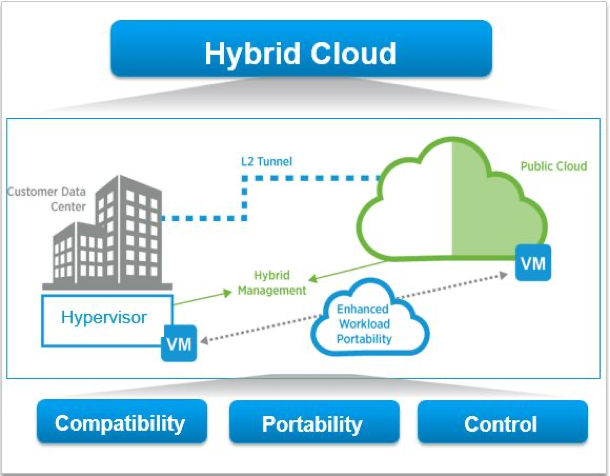 Hybrid Cloud
L2 Tunnel
Public Cloud
Customer Data
Center
Hybrid
Management
VM
Hypervisor
VM
Enhanced
Workload
Portability
Compatibility
Portability
Control